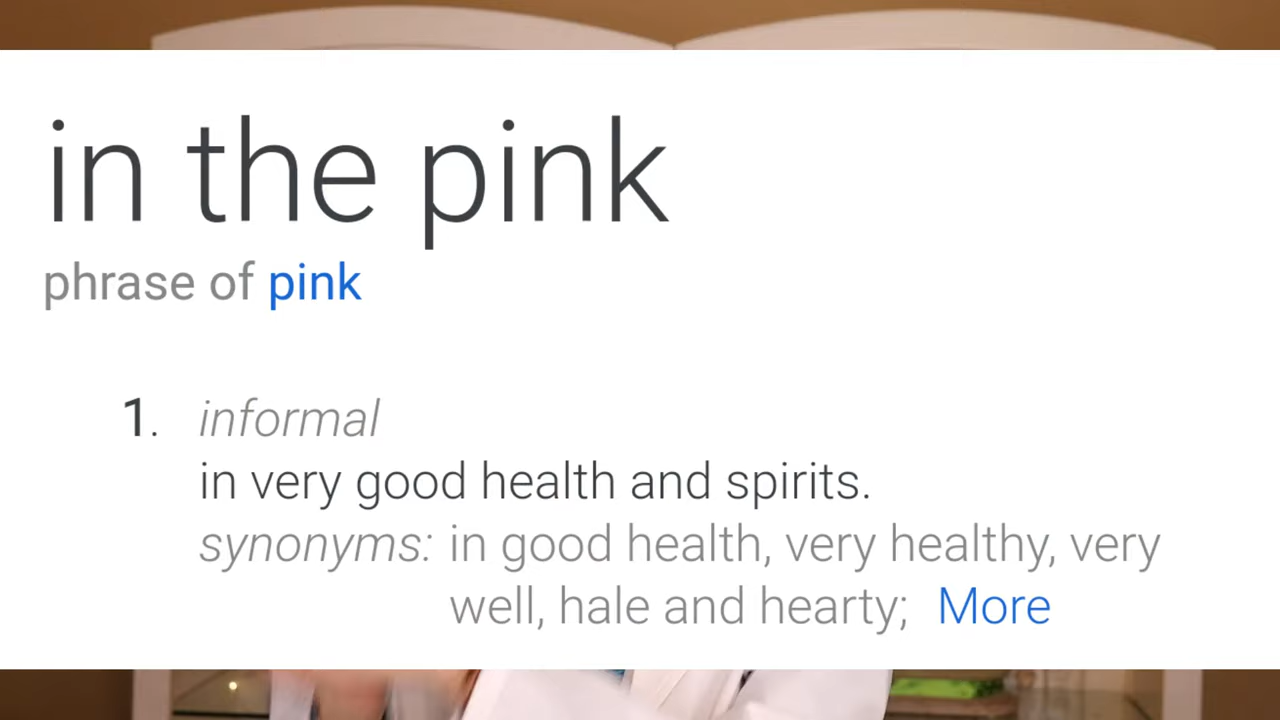 in the pink
phrase of pink
1. informal
in very good health and spirits.
synonyms: in good health, very healthy, very
well, hale and hearty; More